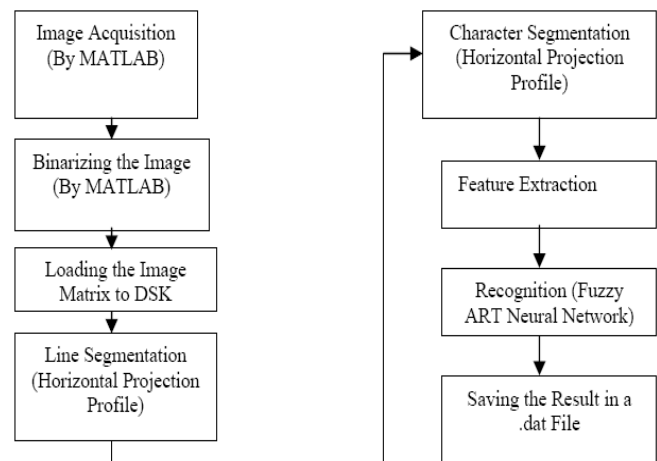 Image Acquisition
(By MATLAB)
Binarizing the Image
(By MATLAB)
Loading the Image
Matrix to DSK
Line Segmentation
(Horizontal Projection
Profile)
Character Segmentation
(Horizontal Projection
Profile)
Feature Extraction
Recognition (Fuzzy
ART Neural Network)
Saving the Result in a
.dat File